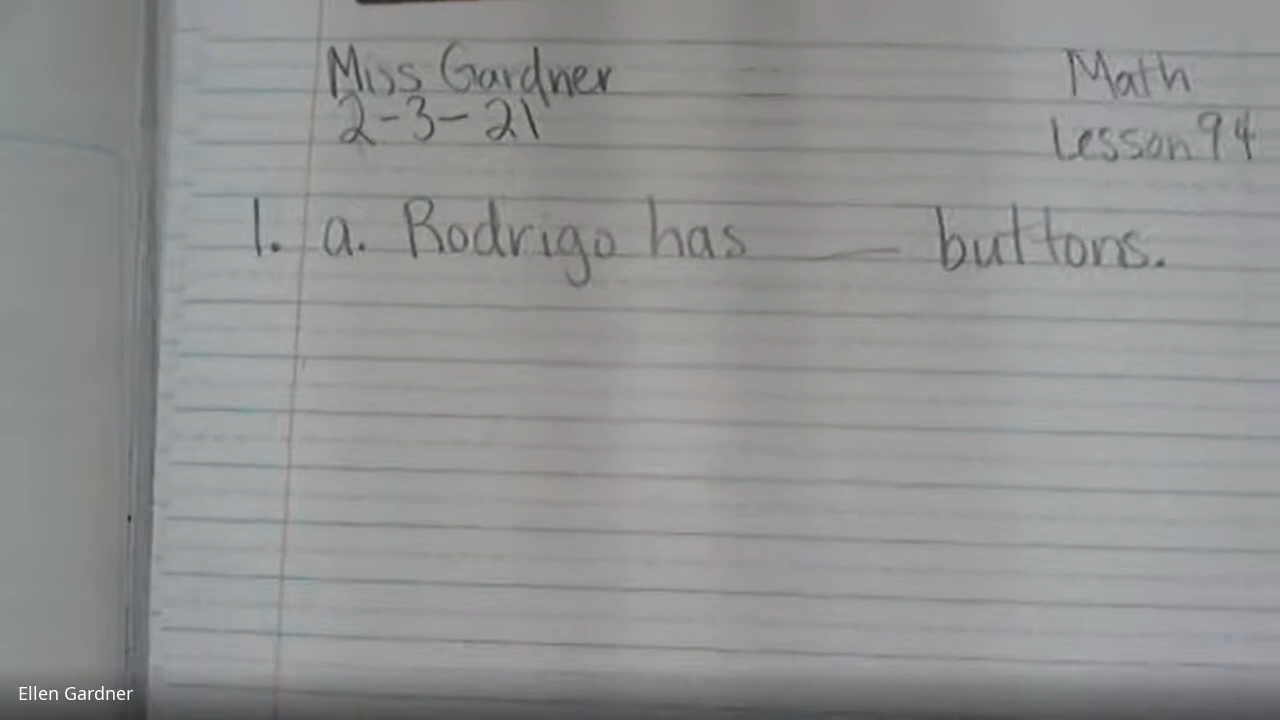 Miss Gardner Math
2-3-21 Lesson 94
1. a. Rodrigo has ___ buttons.
Ellen Gardner